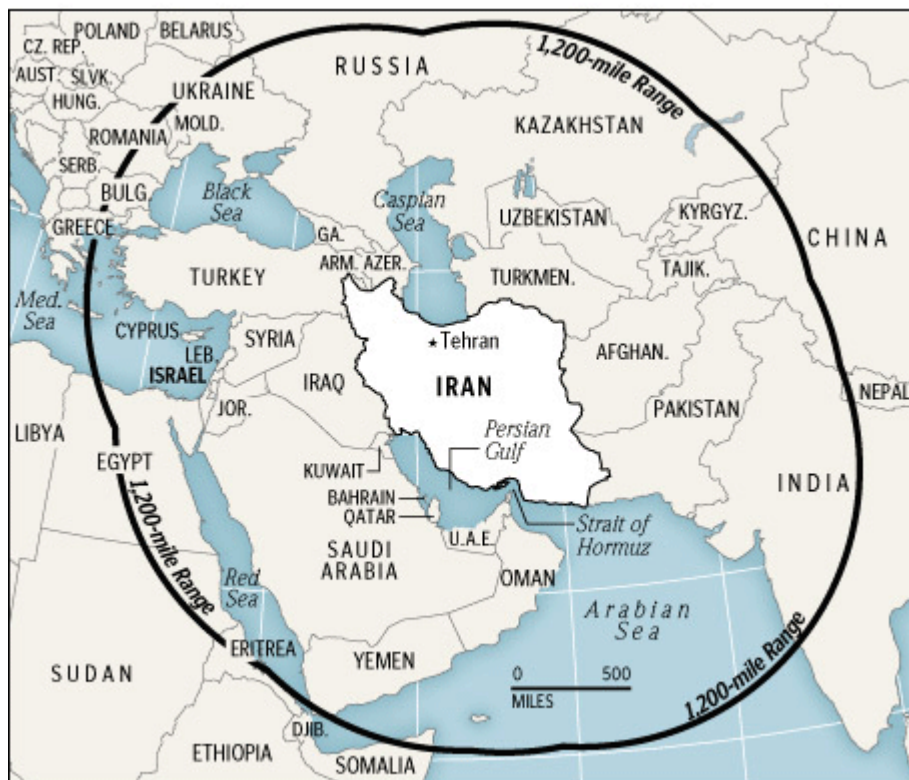 POLAND
BELARUS
CZ. REP.
RUSSIA
1,200-mile Range
AUST.
SLVK.
UKRAINE
HUNG.
KAZAKHSTAN
ROMANIA
MOLD.
SERB.
BULG.
Black
Sea
Caspian
Sea
UZBEKISTAN
KYRGYZ.
GREECE
GA.
CHINA
ARM.
AZER.
TURKMEN.
TAJIK.
TURKEY
Med.
Sea
CYPRUS
SYRIA
Tehran
AFGHAN.
LEB.
ISRAEL
IRAQ
IRAN
NEPAL
JOR.
PAKISTAN
LIBYA
Persian
Gulf
EGYPT
KUWAIT
INDIA
1,200-mile Range
BAHRAIN
QATAR
U.A.E.
Strait of
Hormuz
SAUDI
ARABIA
OMAN
Red
Sea
Arabian
Sea
ERITREA
YEMEN
SUDAN
0 500
MILES
1,200-mile Range
DJIB.
ETHIOPIA
SOMALIA